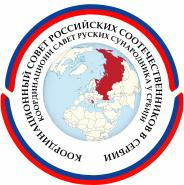 КООРДИНАЦИОННЫЙ СОВЕТ РОССИЙСКИХ СООТЕЧЕСТВЕННИКОВ В СЕРБИИ
КООРДИНАЦИОНИ САВЕТ РУСКИХ СУНАРОДНИКА У СРБИЈИ